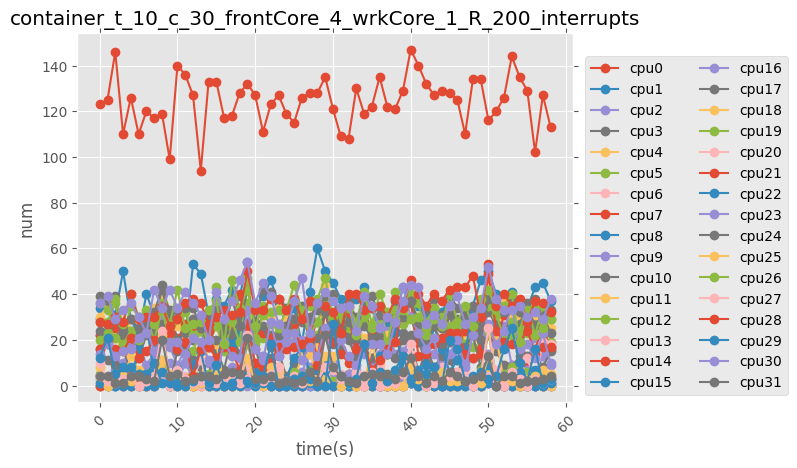 container_t_10_c_30_frontCore_4_wrkCore_1_R_200_interrupts
140
120
100
80
60
40
20
0
num
0
10
20
30
40
50
60
time(s)
cpu0
cpu1
cpu2
cpu3
cpu4
cpu5
cpu6
cpu7
cpu8
cpu9
cpu10
cpu11
cpu12
cpu13
cpu14
cpu15
cpu16
cpu17
cpu18
cpu19
cpu20
cpu21
cpu22
cpu23
cpu24
cpu25
cpu26
cpu27
cpu28
cpu29
cpu30
cpu31